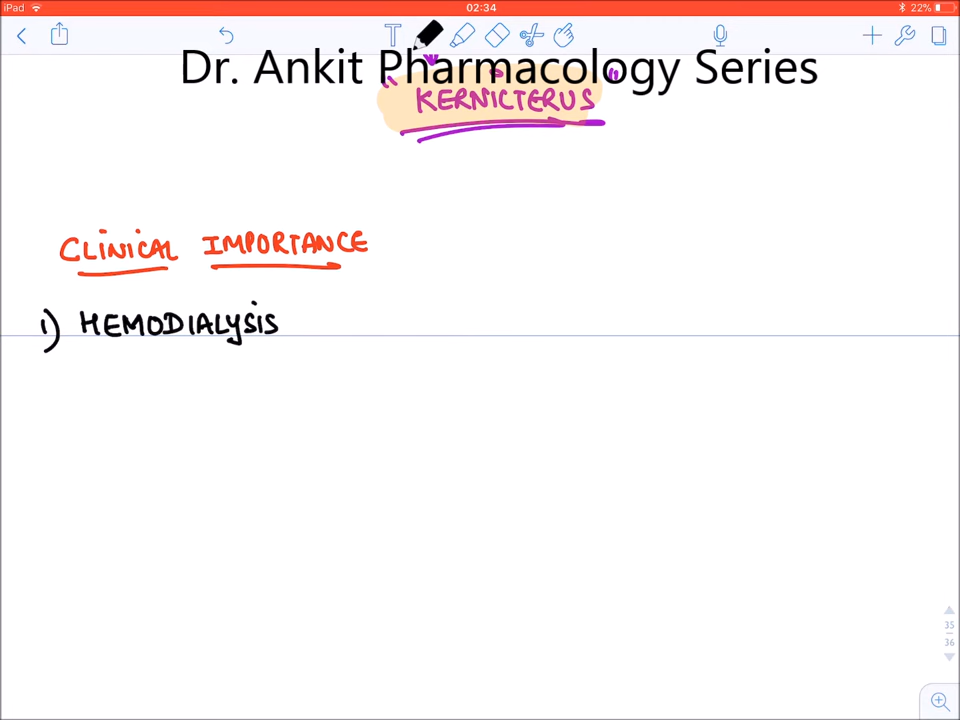 iPad 02:34 22%
T
Dr. Ankit Pharmacology Series
"KERNICTERUS"
CLINICAL IMPORTANCE
1) HEMODIALYSIS
35
36